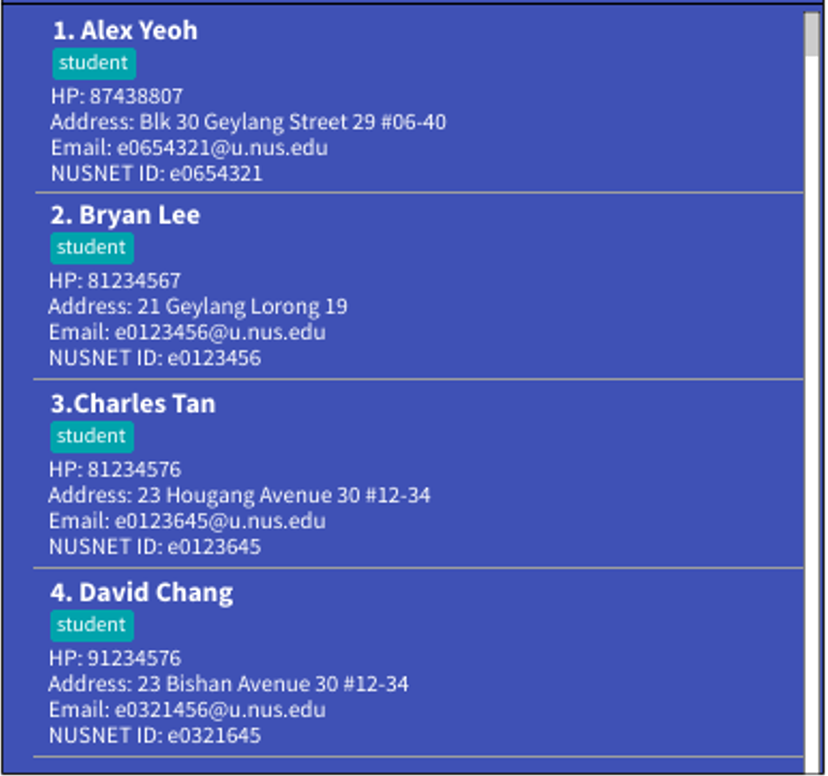 1. Alex Yeoh
student
HP: 87438807
Address: Blk 30 Geylang Street 29 #06-40
Email: e0654321@u.nus.edu
NUSNET ID: e0654321
2. Bryan Lee
student
HP: 81234567
Address: 21 Geylang Lorong 19
Email: e0123456@u.nus.edu
NUSNET ID: e0123456
3.Charles Tan
student
HP: 81234576
Address: 23 Hougang Avenue 30 #12-34
Email: e0123645@u.nus.edu
NUSNET ID: e0123645
4. David Chang
student
HP: 91234576
Address: 23 Bishan Avenue 30 #12-34
Email: e0321456@u.nus.edu
NUSNET ID: e0321645